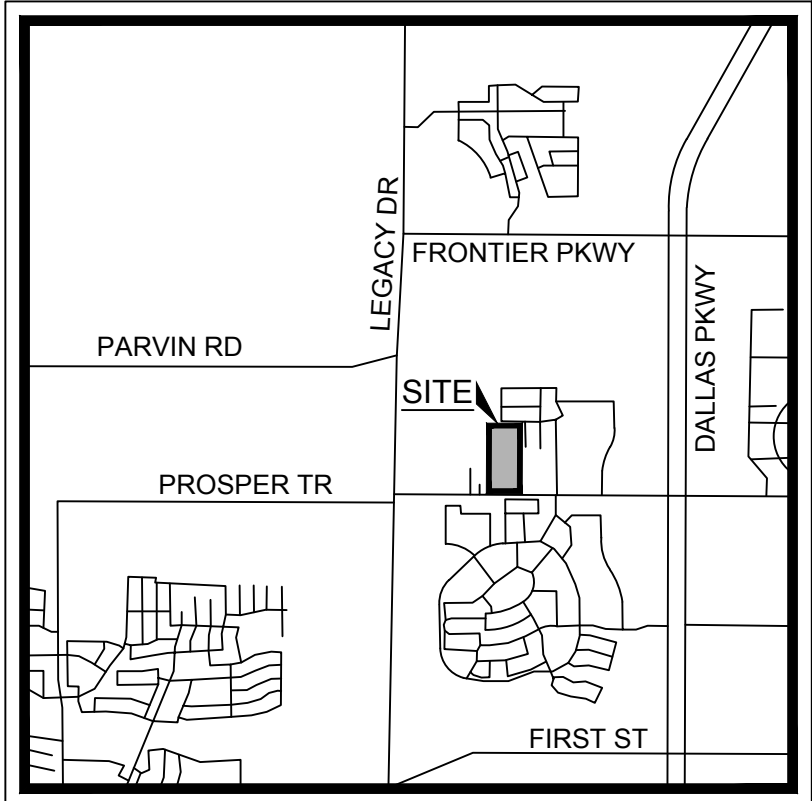 LEGACY DR
FRONTIER PKWY
DALLAS PKWY
PARVIN RD
SITE
PROSPER TR
FIRST ST